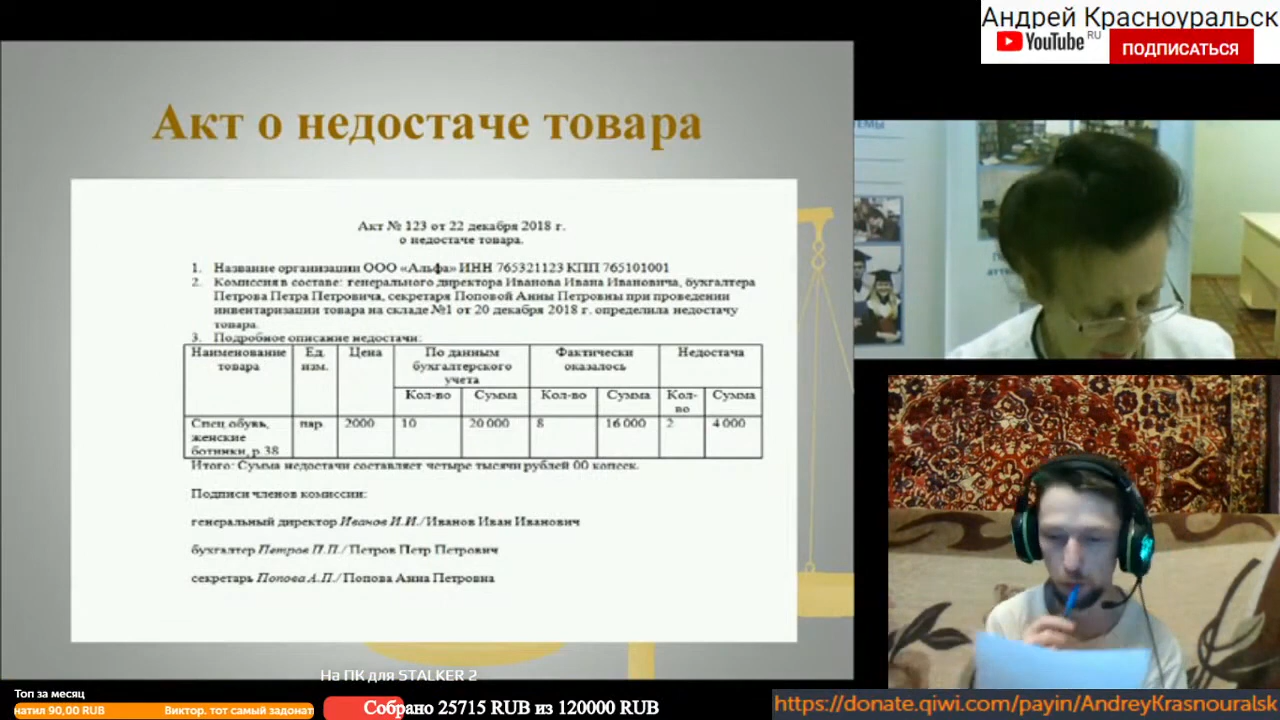 Андрей Красноуральск
YouTube RU
ПОДПИСАТЬСЯ
Акт о недостаче товара
Акт № 123 от 22 декабря 2018 г.
о недостаче товара.
1. Название организации ООО «Альфа» ИНН 765321123 КПП 765101001
2. Комиссия в составе: генерального директора Иванова Ивана Ивановича, бухгалтера
Петрова Петра Петровича, секретаря Поповой Анны Петровны при проведении
инвентаризации товара на складе №1 от 20 декабря 2018 г. определила недостачу
товара.
3. Подробное описание недостачи:
Наименование товара Ед. изм. Цена По данным бухгалтерского учета Фактически оказалось Недостача
Кол-во Сумма Кол-во Сумма Кол-во Сумма
Спец обувь, женские ботинки, р.38 пар 2000 10 20 000 8 16 000 2 4 000
Итого: Сумма недостачи составляет четыре тысячи рублей 00 копеек.
Подписи членов комиссии:
генеральный директор Иванов И.И./ Иванов Иван Иванович
бухгалтер Петров П.П./ Петров Петр Петрович
секретарь Попова А.П./ Попова Анна Петровна
На ПК для STALKER 2
Топ за месяц
натил 90,00 RUB Виктор. тот самый задонат
Собрано 25715 RUB из 120000 RUB
https://donate.qiwi.com/payin/AndreyKrasnouralsk